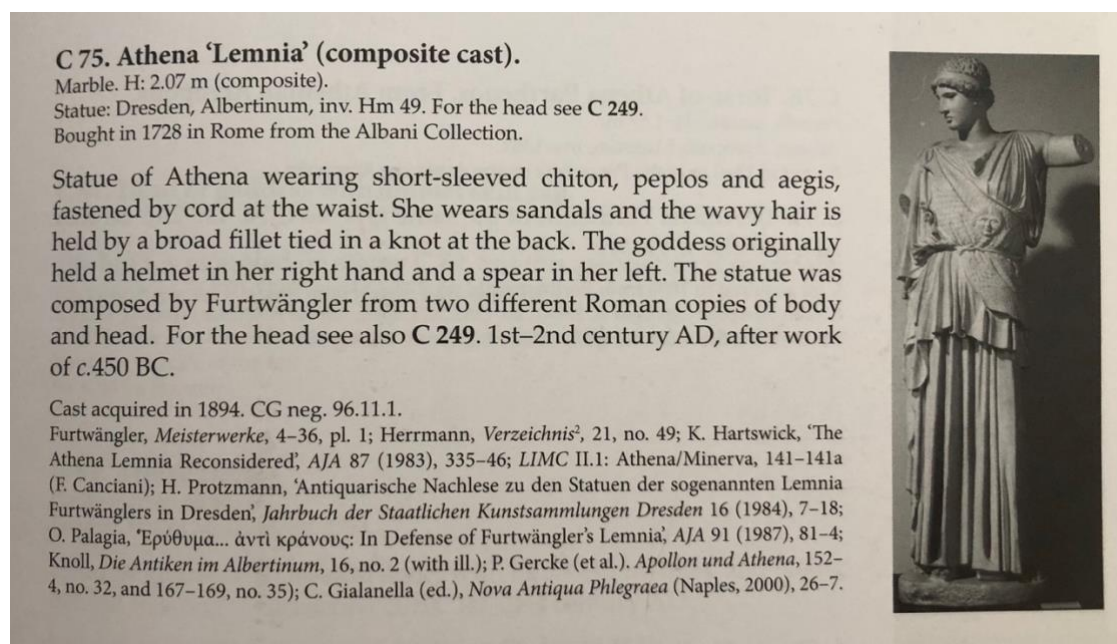 C 75. Athena ‘Lemnia’ (composite cast).
Marble. H: 2.07 m (composite).
Statue: Dresden, Albertinum, inv. Hm 49. For the head see C 249.
Bought in 1728 in Rome from the Albani Collection.
Statue of Athena wearing short-sleeved chiton, peplos and aegis,
fastened by cord at the waist. She wears sandals and the wavy hair is
held by a broad fillet tied in a knot at the back. The goddess originally
held a helmet in her right hand and a spear in her left. The statue was
composed by Furtwängler from two different Roman copies of body
and head. For the head see also C 249. 1st–2nd century AD, after work
of c.450 BC.
Cast acquired in 1894. CG neg. 96.11.1.
Furtwängler, Meisterwerke, 4–36, pl. 1; Herrmann, Verzeichnis², 21, no. 49; K. Hartswick, ‘The
Athena Lemnia Reconsidered’, AJA 87 (1983), 335–46; LIMC II.1: Athena/Minerva, 141–141a
(F. Canciani); H. Protzmann, ‘Antiquarische Nachlese zu den Statuen der sogenannten Lemnia
Furtwänglers in Dresden’, Jahrbuch der Staatlichen Kunstsammlungen Dresden 16 (1984), 7–18;
O. Palagia, ‘Ἐρύθυμα... ἀντὶ κράνους: In Defense of Furtwängler’s Lemnia’, AJA 91 (1987), 81–4;
Knoll, Die Antiken im Albertinum, 16, no. 2 (with ill.); P. Gercke (et al.). Apollon und Athena, 152–
4, no. 32, and 167–169, no. 35); C. Gialanella (ed.), Nova Antiqua Phlegraea (Naples, 2000), 26–7.